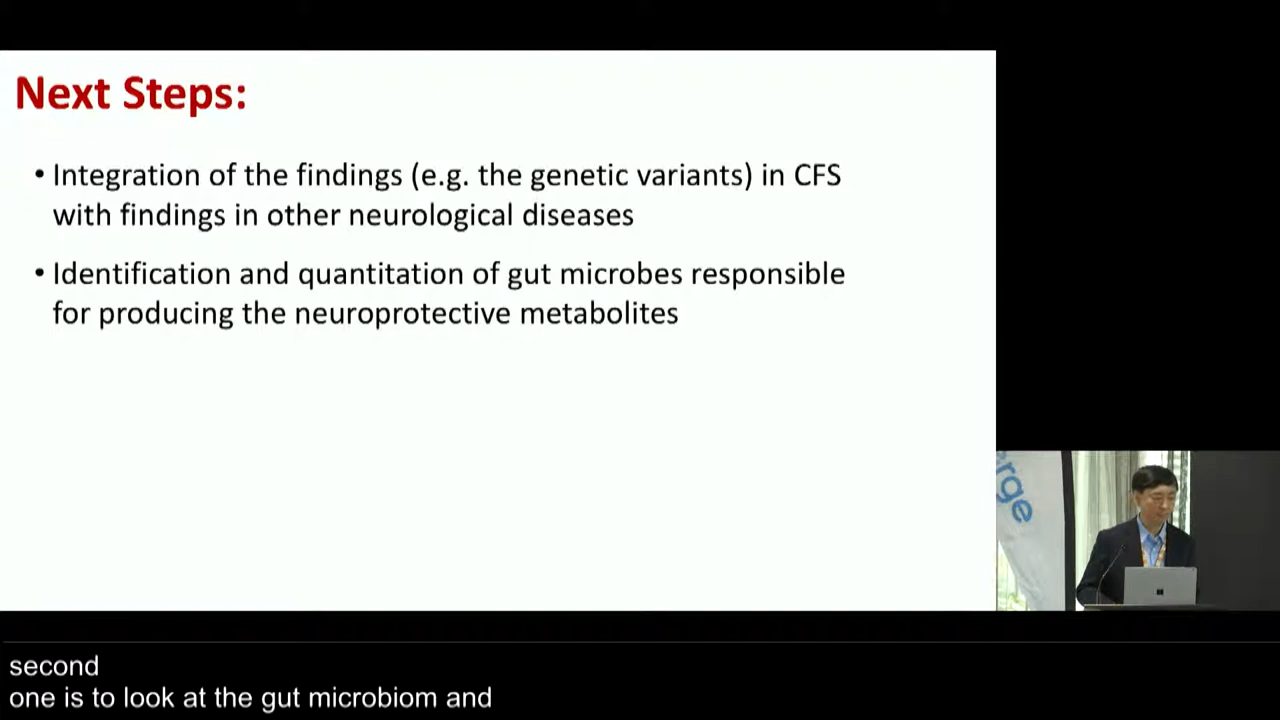 Next Steps:
• Integration of the findings (e.g. the genetic variants) in CFS
with findings in other neurological diseases
• Identification and quantitation of gut microbes responsible
for producing the neuroprotective metabolites
erge
second
one is to look at the gut microbiom and